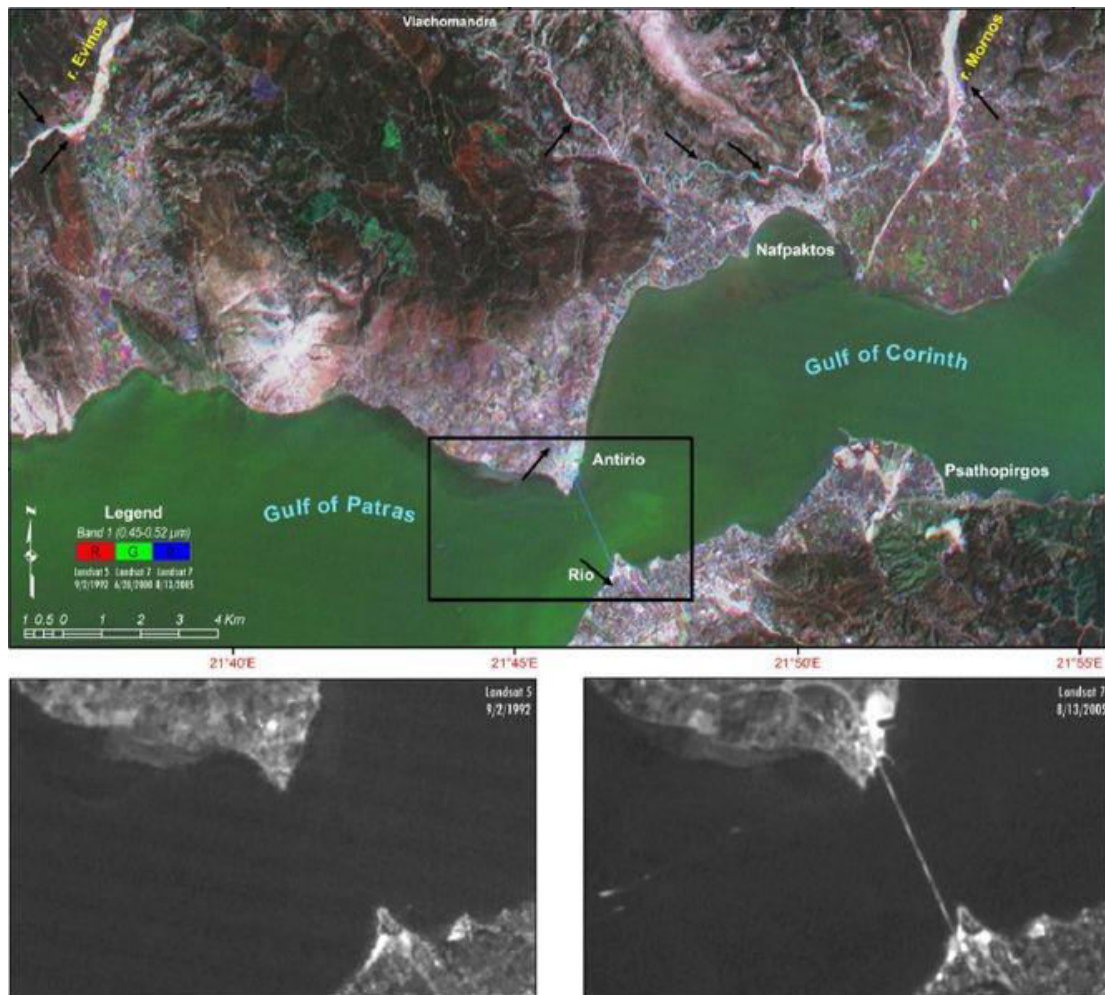 Vlachomandra
r. Evinos
r. Mornos
Nafpaktos
Gulf of Corinth
Antirio
Psathopirgos
Gulf of Patras
Rio
N
Legend
Band 1 (0.45-0.52 µm)
R G B
Landsat 5 Landsat 7 Landsat 7
9/2/1992 6/28/2000 8/13/2005
1 0.5 0 1 2 3 4 Km
21°40'E 21°45'E 21°50'E 21°55'E
Landsat 5
9/2/1992
Landsat 7
8/13/2005